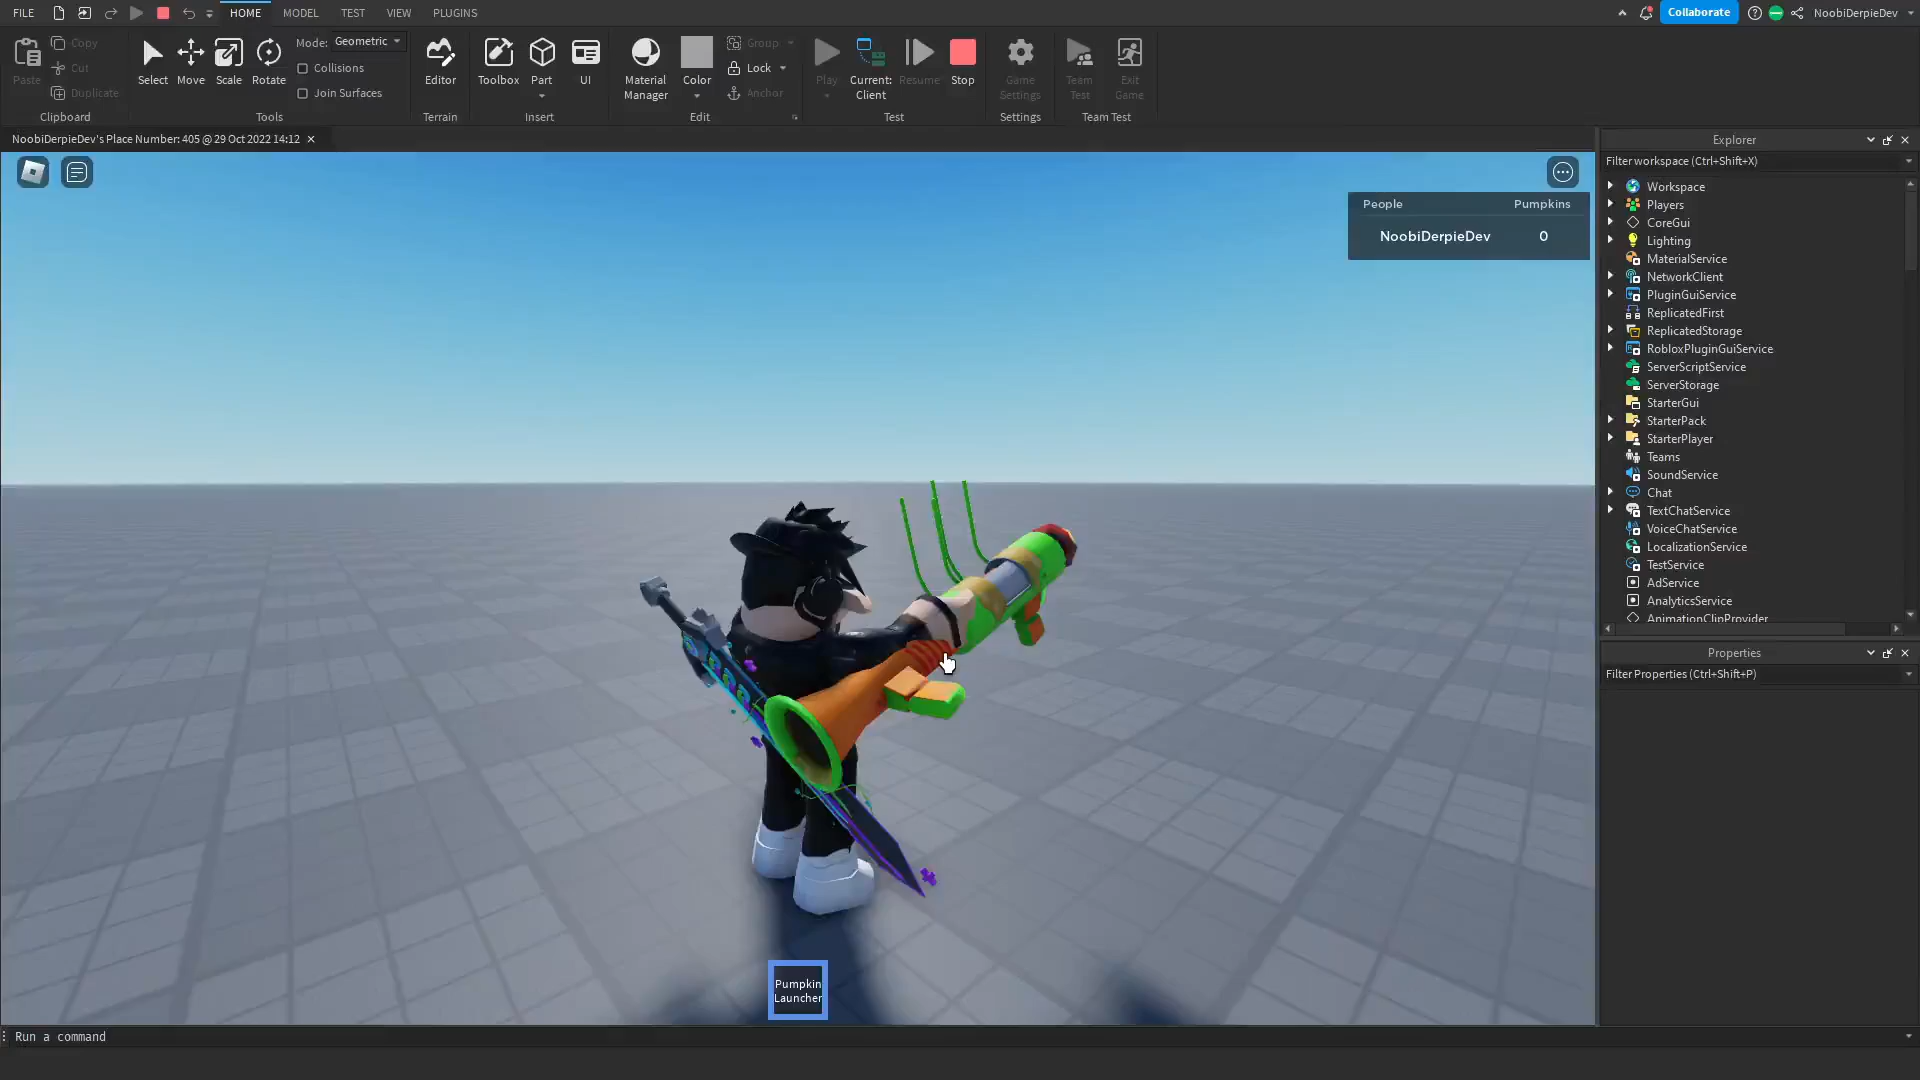 FILE
HOME
MODEL
TEST
VIEW
PLUGINS
Collaborate
NoobiDerpieDev
Paste
Copy
Cut
Duplicate
Clipboard
Select
Move
Scale
Rotate
Mode: Geometric
Collisions
Join Surfaces
Tools
Editor
Terrain
Toolbox
Part
UI
Insert
Material
Manager
Color
Group
Lock
Anchor
Edit
Play
Current:
Client
Resume
Stop
Test
Game
Settings
Settings
Team
Test
Exit
Game
Team Test
NoobiDerpieDev's Place Number: 405 @ 29 Oct 2022 14:12
People Pumpkins
NoobiDerpieDev 0
Pumpkin
Launcher
Explorer
Filter workspace (Ctrl+Shift+X)
Workspace
Players
CoreGui
Lighting
MaterialService
NetworkClient
PluginGuiService
ReplicatedFirst
ReplicatedStorage
RobloxPluginGuiService
ServerScriptService
ServerStorage
StarterGui
StarterPack
StarterPlayer
Teams
SoundService
Chat
TextChatService
VoiceChatService
LocalizationService
TestService
AdService
AnalyticsService
AnimationClipProvider
Properties
Filter Properties (Ctrl+Shift+P)
Run a command